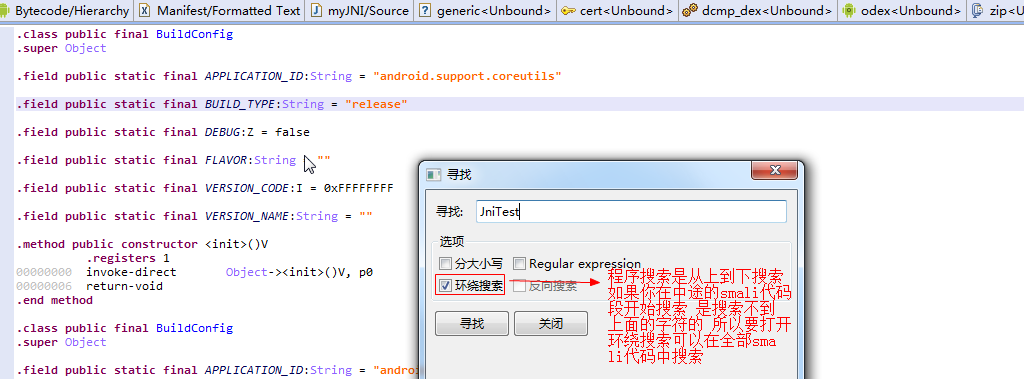 Bytecode/Hierarchy Manifest/Formatted Text myJNI/Source generic<Unbound> cert<Unbound> dcmp_dex<Unbound> odex<Unbound> zip<U
.class public final BuildConfig
.super Object
.field public static final APPLICATION_ID:String = "android.support.coreutils"
.field public static final BUILD_TYPE:String = "release"
.field public static final DEBUG:Z = false
.field public static final FLAVOR:String ""
.field public static final VERSION_CODE:I = 0xFFFFFFFF
.field public static final VERSION_NAME:String = ""
.method public constructor <init>()V
.registers 1
00000000 invoke-direct Object-><init>()V, p0
00000006 return-void
.end method
.class public final BuildConfig
.super Object
.field public static final APPLICATION_ID:String = "andro
寻找
寻找: JniTest
选项
分大小写 Regular expression
环绕搜索 反向搜索
寻找 关闭
程序搜索是从上到下搜索
如果你在中途的smali代码
段开始搜索 是搜索不到
上面的字符的 所以要打开
环绕搜索可以在全部sma
li代码中搜索